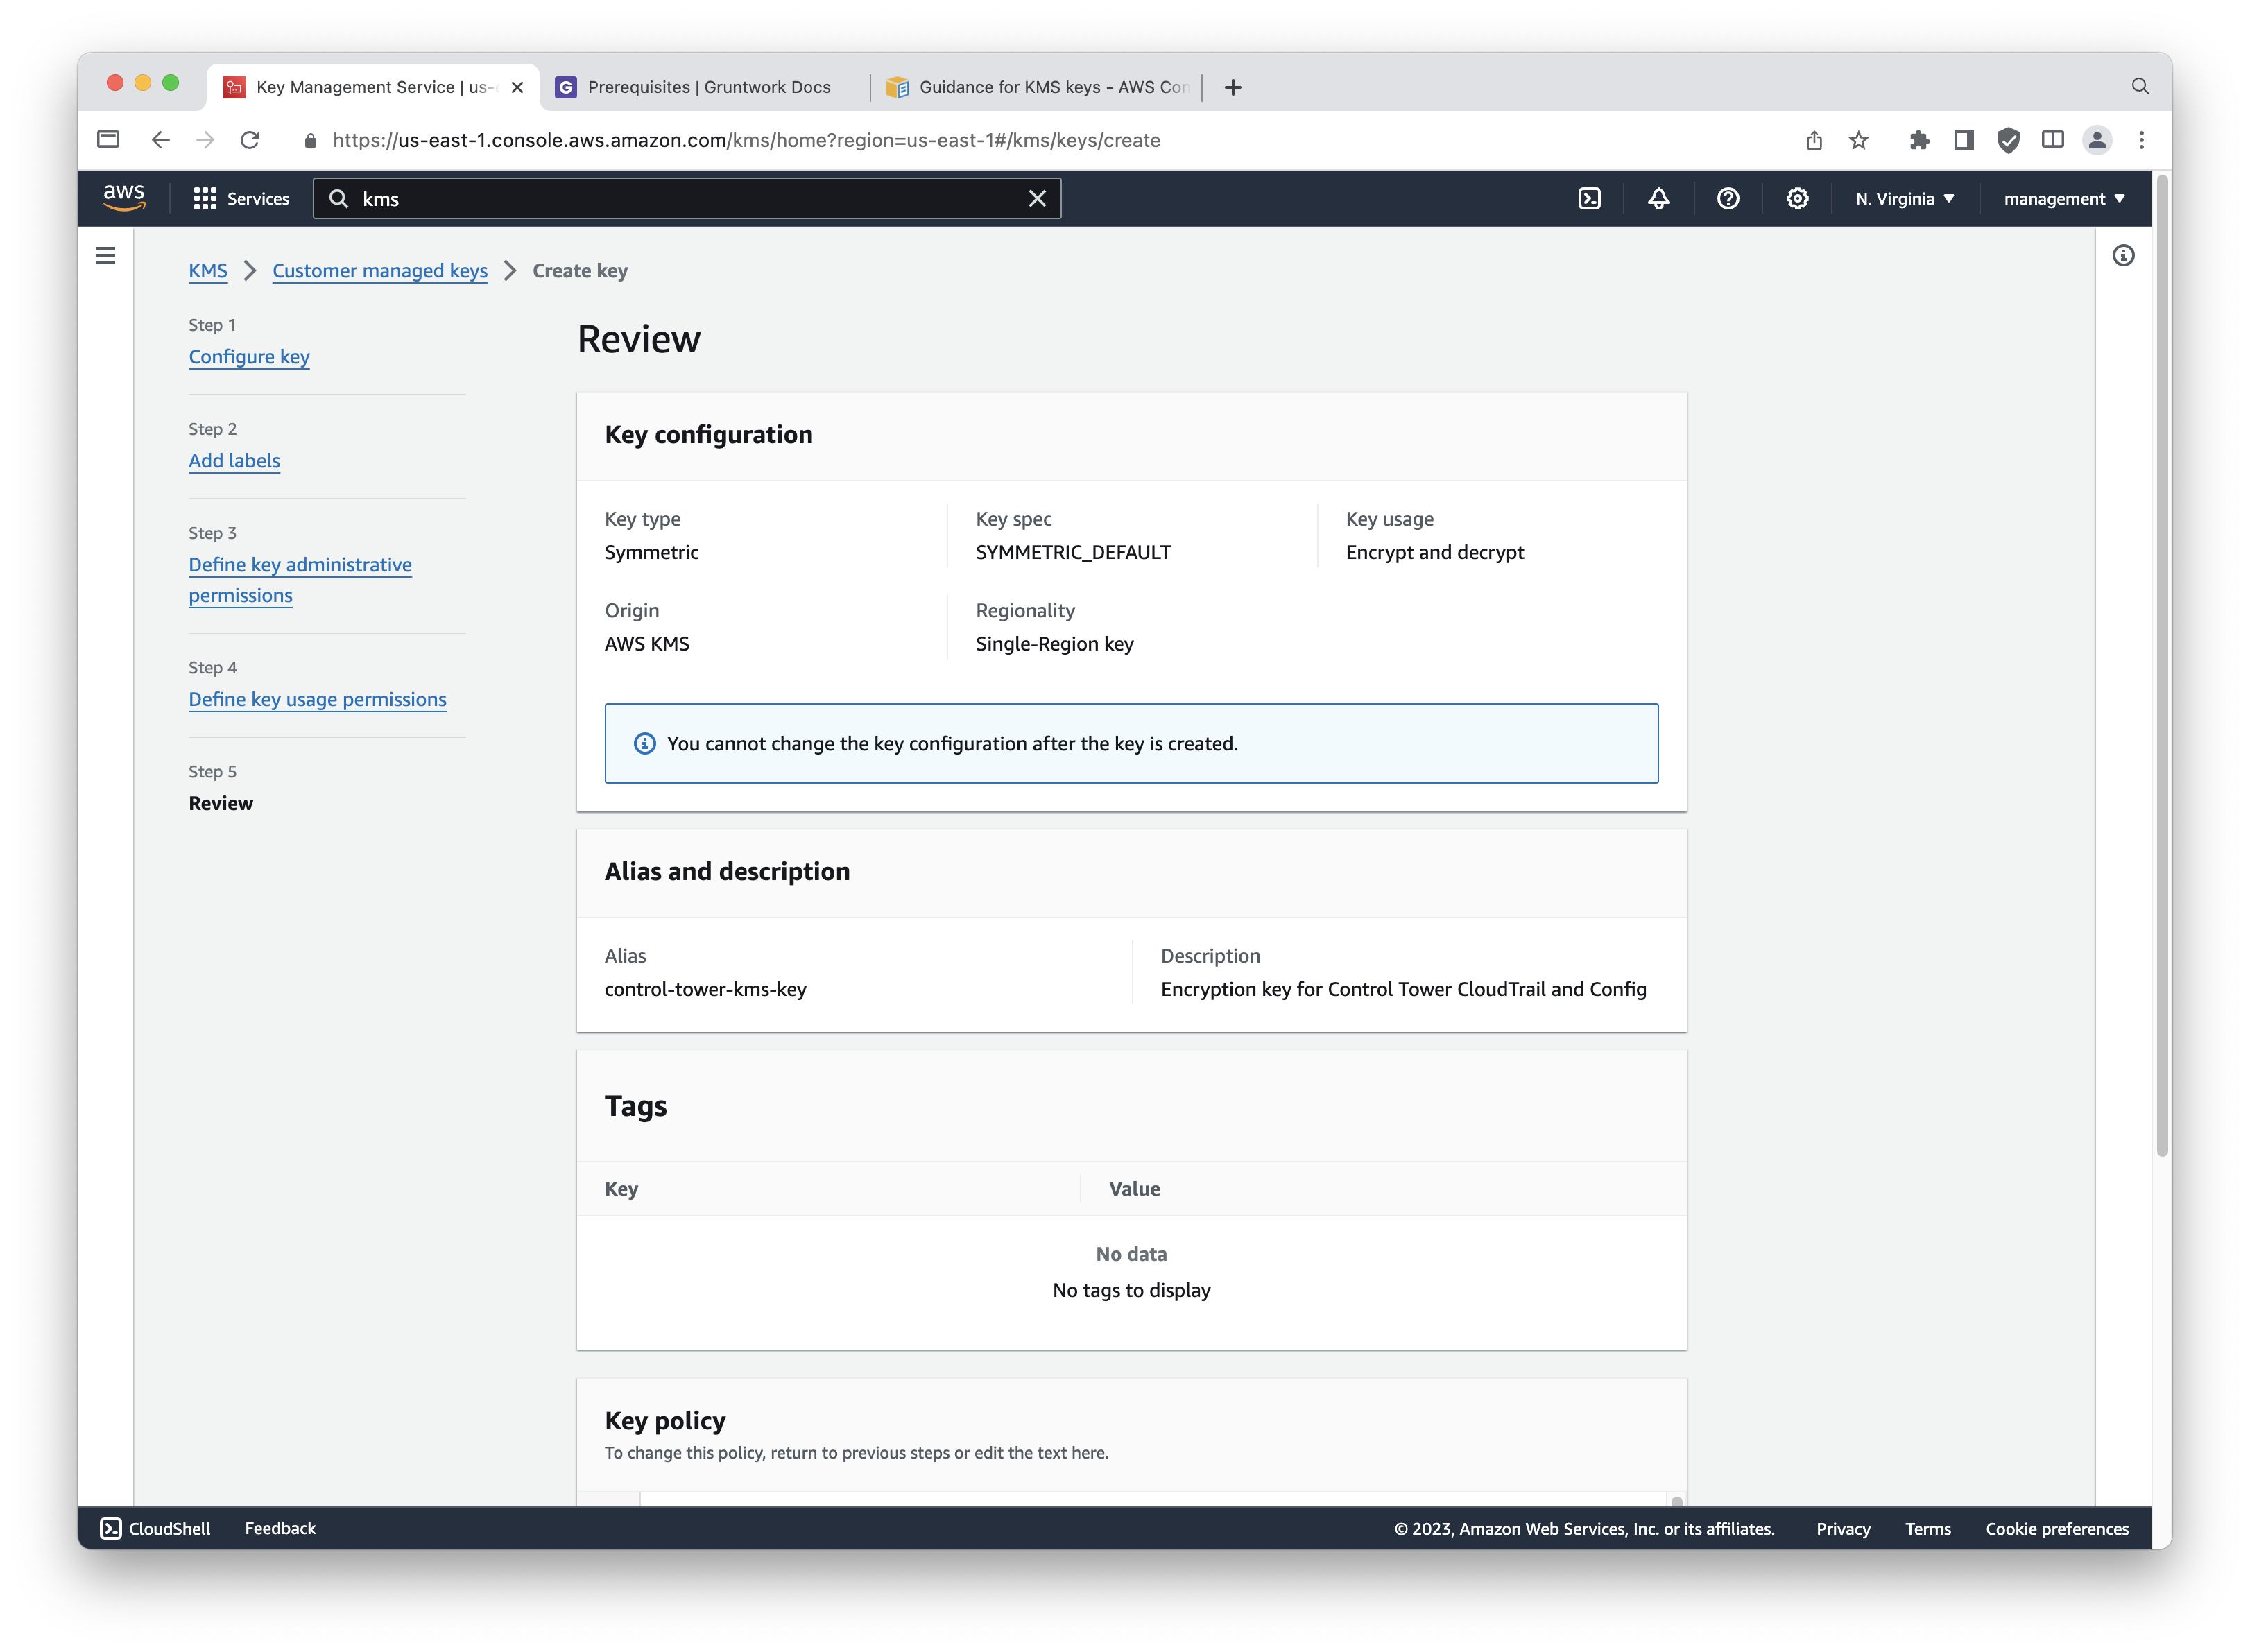 Key Management Service | us-e
Prerequisites | Gruntwork Docs
Guidance for KMS keys - AWS Con
https://us-east-1.console.aws.amazon.com/kms/home?region=us-east-1#/kms/keys/create
aws
Services
kms
N. Virginia
management
KMS
Customer managed keys
Create key
Step 1
Configure key
Step 2
Add labels
Step 3
Define key administrative
permissions
Step 4
Define key usage permissions
Step 5
Review
Review
Key configuration
Key type
Symmetric
Key spec
SYMMETRIC_DEFAULT
Key usage
Encrypt and decrypt
Origin
AWS KMS
Regionality
Single-Region key
You cannot change the key configuration after the key is created.
Alias and description
Alias
control-tower-kms-key
Description
Encryption key for Control Tower CloudTrail and Config
Tags
Key
Value
No data
No tags to display
Key policy
To change this policy, return to previous steps or edit the text here.
CloudShell
Feedback
© 2023, Amazon Web Services, Inc. or its affiliates.
Privacy
Terms
Cookie preferences